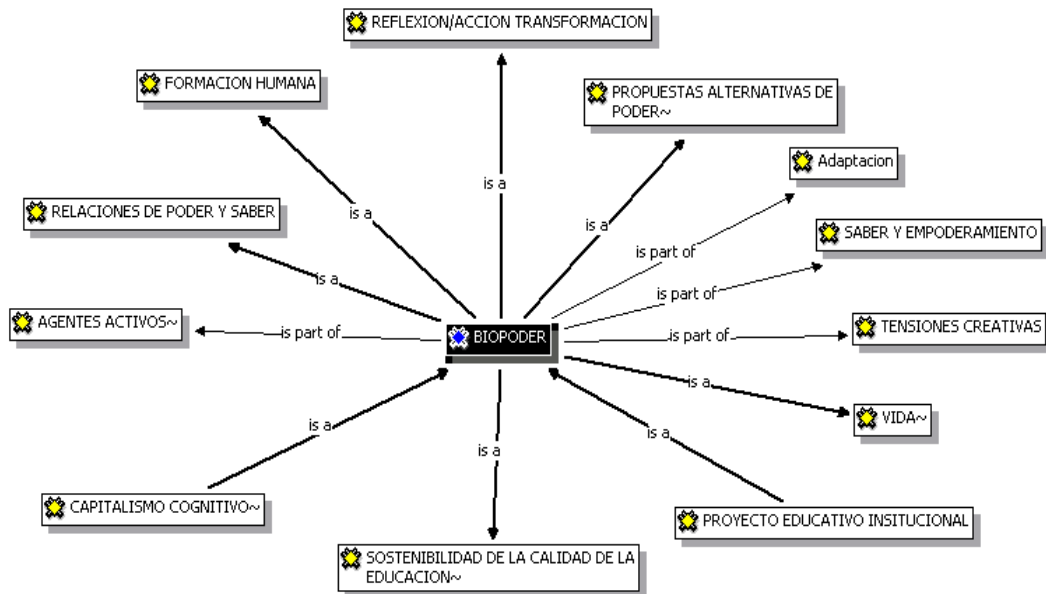 REFLEXION/ACCION TRANSFORMACION
FORMACION HUMANA
PROPUESTAS ALTERNATIVAS DE
PODER~
Adaptacion
is a
is a
is a
RELACIONES DE PODER Y SABER
SABER Y EMPODERAMIENTO
is part of
is a
is part of
AGENTES ACTIVOS~
is part of
BIOPODER
is part of
TENSIONES CREATIVAS
is a
VIDA~
is a
is a
is a
CAPITALISMO COGNITIVO~
PROYECTO EDUCATIVO INSITUCIONAL
SOSTENIBILIDAD DE LA CALIDAD DE LA
EDUCACION~